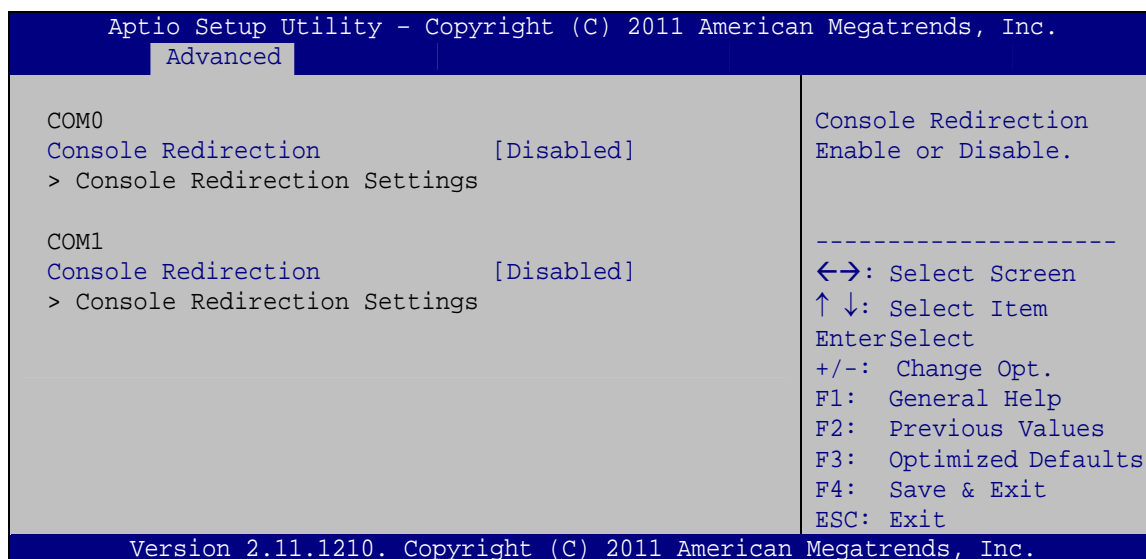 Aptio Setup Utility – Copyright (C) 2011 American Megatrends, Inc.
Advanced
COM0
Console Redirection [Disabled]
> Console Redirection Settings
COM1
Console Redirection [Disabled]
> Console Redirection Settings
Console Redirection
Enable or Disable.
---------------------
←→: Select Screen
↑ ↓: Select Item
EnterSelect
+/-: Change Opt.
F1: General Help
F2: Previous Values
F3: Optimized Defaults
F4: Save & Exit
ESC: Exit
Version 2.11.1210. Copyright (C) 2011 American Megatrends, Inc.